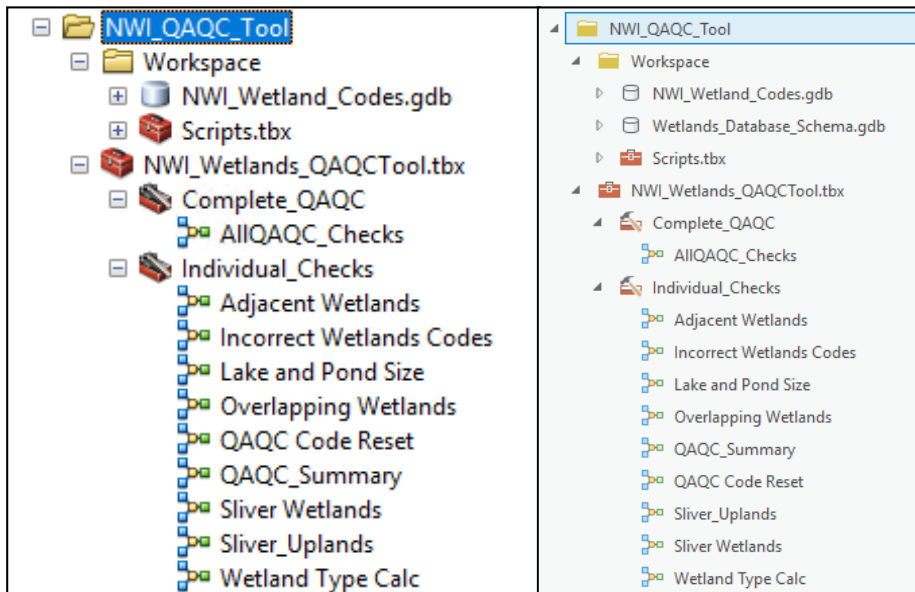 NWI_QAQC_Tool
Workspace
NWI_Wetland_Codes.gdb
Scripts.tbx
NWI_Wetlands_QAQCTool.tbx
Complete_QAQC
AllQAQC_Checks
Individual_Checks
Adjacent Wetlands
Incorrect Wetlands Codes
Lake and Pond Size
Overlapping Wetlands
QAQC Code Reset
QAQC_Summary
Sliver Wetlands
Sliver_Uplands
Wetland Type Calc
NWI_QAQC_Tool
Workspace
NWI_Wetland_Codes.gdb
Wetlands_Database_Schema.gdb
Scripts.tbx
NWI_Wetlands_QAQCTool.tbx
Complete_QAQC
AllQAQC_Checks
Individual_Checks
Adjacent Wetlands
Incorrect Wetlands Codes
Lake and Pond Size
Overlapping Wetlands
QAQC_Summary
QAQC Code Reset
Sliver_Uplands
Sliver Wetlands
Wetland Type Calc